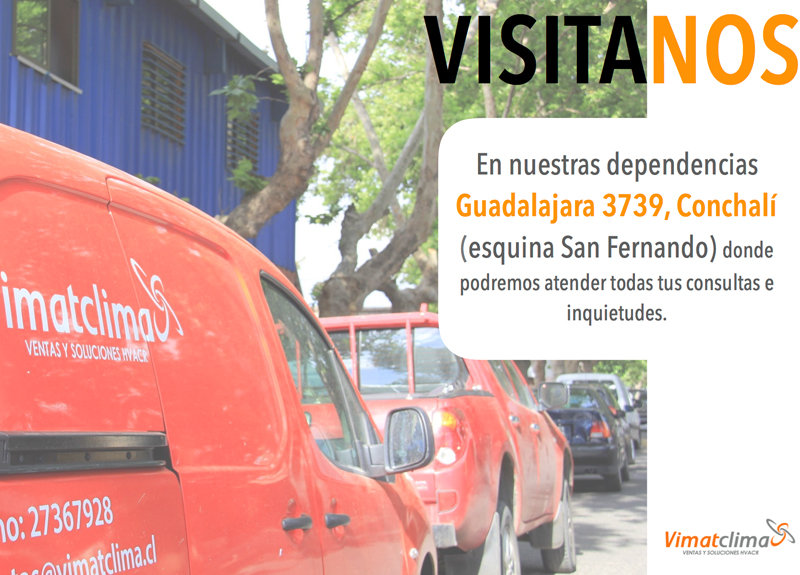 VISITANOS
En nuestras dependencias
Guadalajara 3739, Conchalí
(esquina San Fernando) donde
podremos atender todas tus consultas e
inquietudes.
imatclima
VENTAS Y SOLUCIONES HVACR
no: 27367928
tos@vimatclima.cl
Vimatclima
VENTAS Y SOLUCIONES HVACR